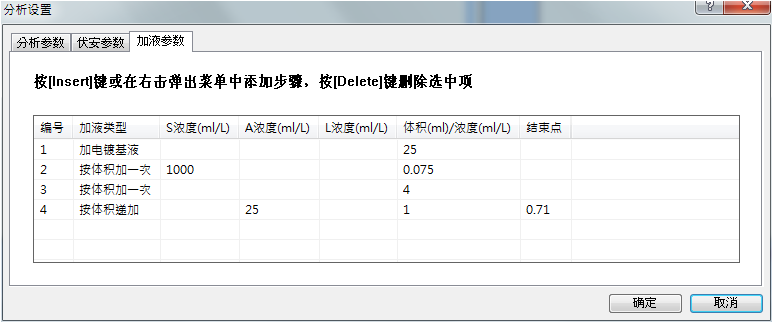 分析设置
分析参数 伏安参数 加液参数
按[Insert]键或在右击弹出菜单中添加步骤，按[Delete]键删除选中项
编号 加液类型 S浓度(ml/L) A浓度(ml/L) L浓度(ml/L) 体积(ml)/浓度(ml/L) 结束点
1 加电镀基液 25
2 按体积加一次 1000 0.075
3 按体积加一次 4
4 按体积递加 25 1 0.71
确定 取消